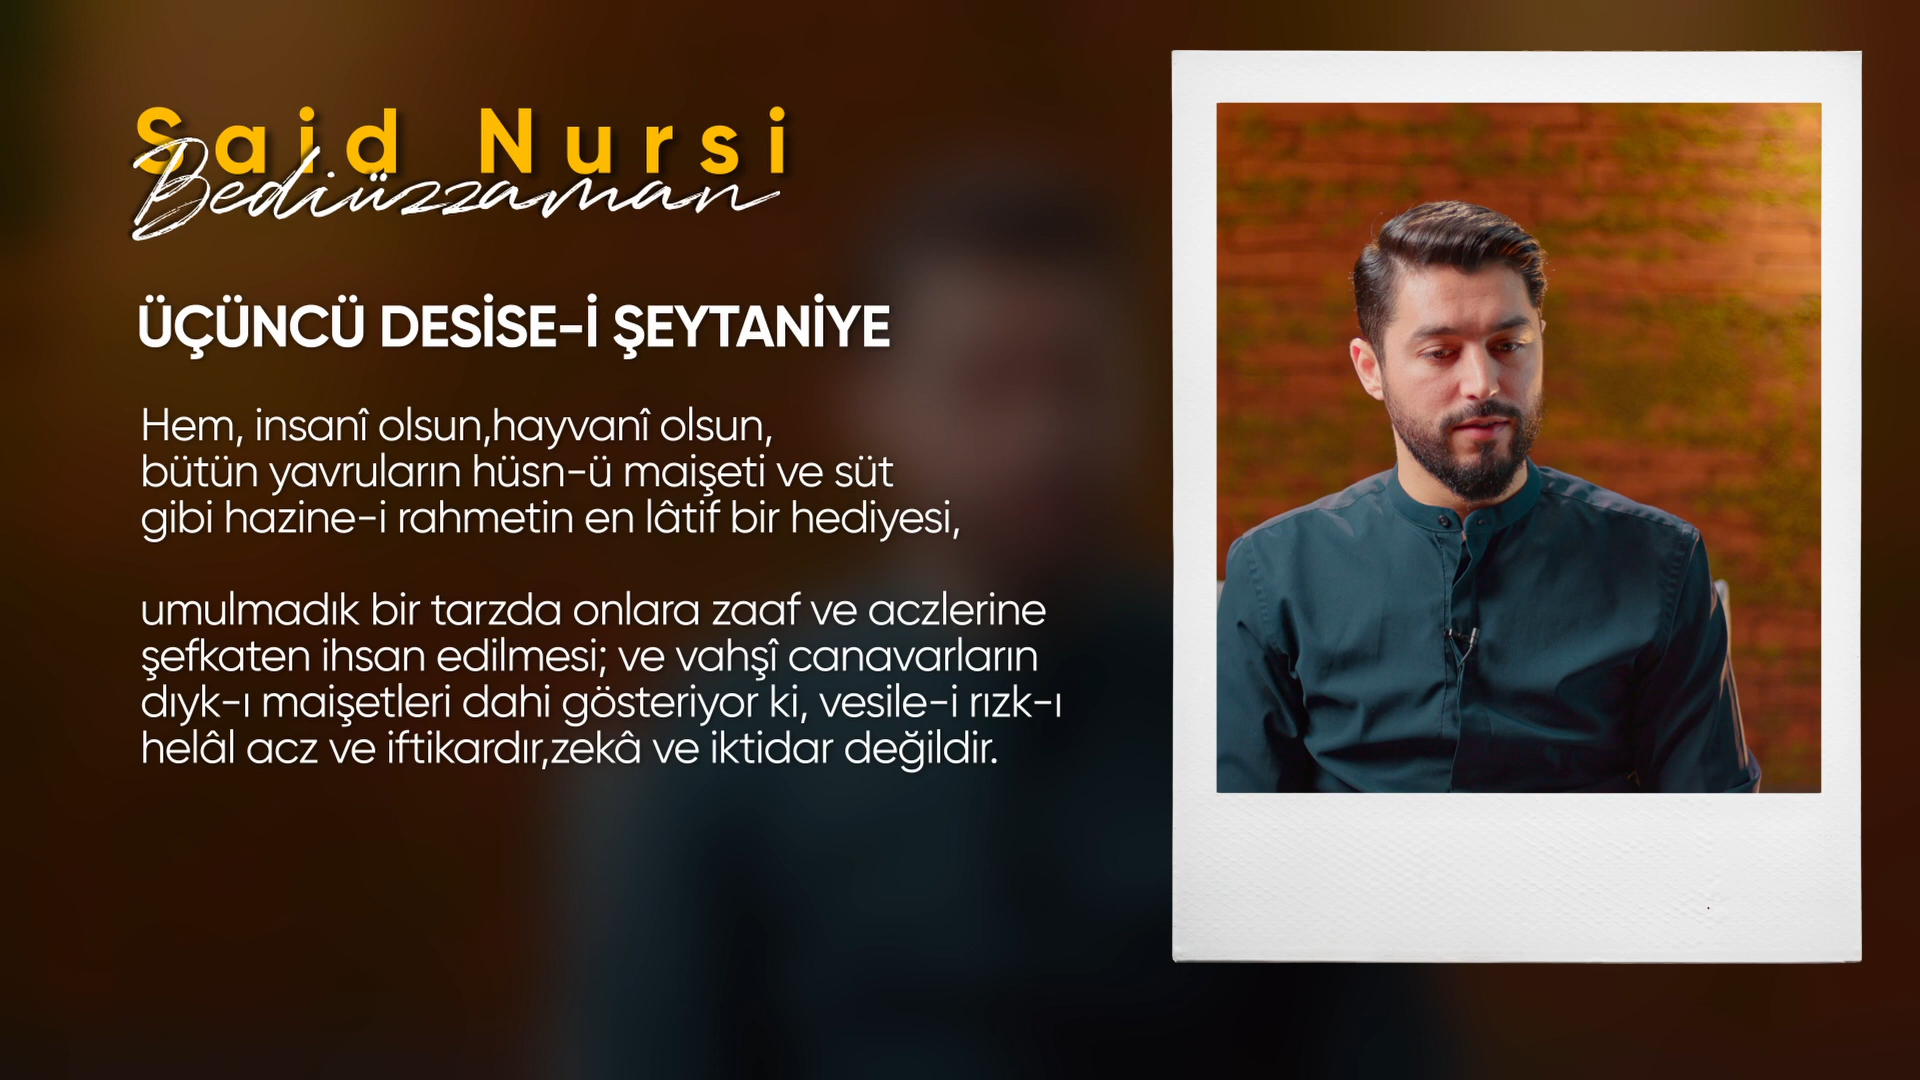 Said Nursi
Bediüzzaman
ÜÇÜNCÜ DESİSE-İ ŞEYTANİYE
Hem, insanî olsun,hayvanî olsun,
bütün yavruların hüsn-ü maişeti ve süt
gibi hazine-i rahmetin en lâtif bir hediyesi,
umulmadık bir tarzda onlara zaaf ve aczlerine
şefkaten ihsan edilmesi; ve vahşî canavarların
dıyk-ı maişetleri dahi gösteriyor ki, vesile-i rızk-ı
helâl acz ve iftikardır,zekâ ve iktidar değildir.